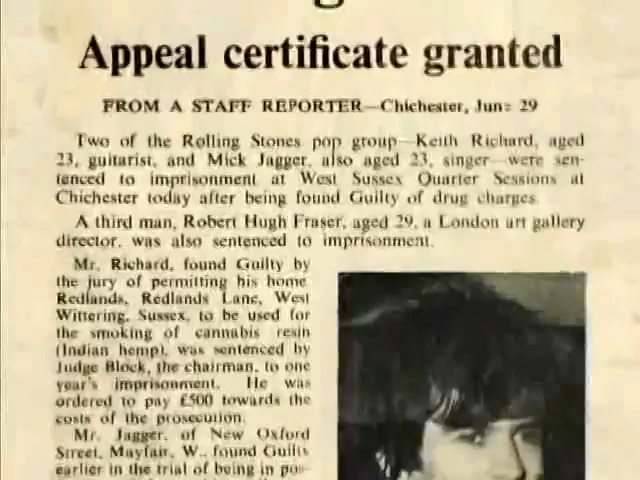 Appeal certificate granted
FROM A STAFF REPORTER—Chichester, June 29
Two of the Rolling Stones pop group—Keith Richard, aged
23, guitarist, and Mick Jagger, also aged 23, singer—were sen-
tenced to imprisonment at West Sussex Quarter Sessions at
Chichester today after being found Guilty of drug charges.
A third man, Robert Hugh Fraser, aged 29, a London art gallery
director, was also sentenced to imprisonment.
Mr. Richard, found Guilty by
the jury of permitting his home
Redlands, Redlands Lane, West
Wittering, Sussex, to be used for
the smoking of cannabis resin
(Indian hemp), was sentenced by
Judge Block, the chairman, to one
year's imprisonment. He was
ordered to pay £500 towards the
costs of the prosecution.
Mr. Jagger, of New Oxford
Street, Mayfair, W., found Guilty
earlier in the trial of being in pos-